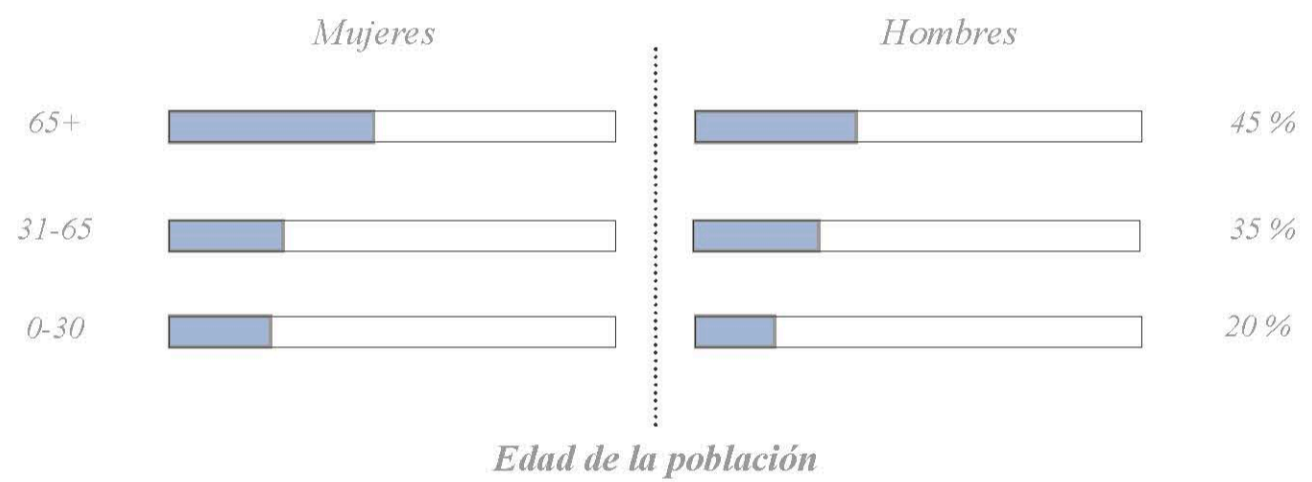 Mujeres Hombres
65+ 45 %
31-65 35 %
0-30 20 %
Edad de la población